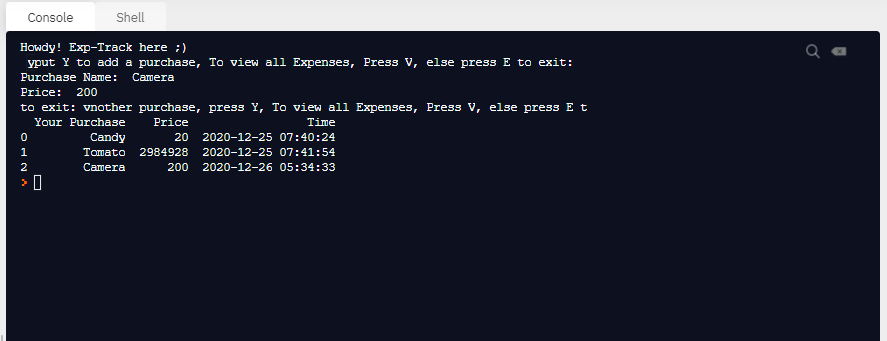 Console Shell
Howdy! Exp-Track here ;)
yput Y to add a purchase, To view all Expenses, Press V, else press E to exit:
Purchase Name: Camera
Price: 200
to exit: vnother purchase, press Y, To view all Expenses, Press V, else press E t
Your Purchase Price Time
0 Candy 20 2020-12-25 07:40:24
1 Tomato 2984928 2020-12-25 07:41:54
2 Camera 200 2020-12-26 05:34:33
>